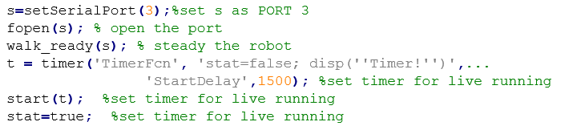 s=setSerialPort(3);%set s as PORT 3
fopen(s); % open the port
walk_ready(s); % steady the robot
t = timer('TimerFcn', 'stat=false; disp(''Timer!'')',...
'StartDelay',1500); %set timer for live running
start(t);  %set timer for live running
stat=true;  %set timer for live running